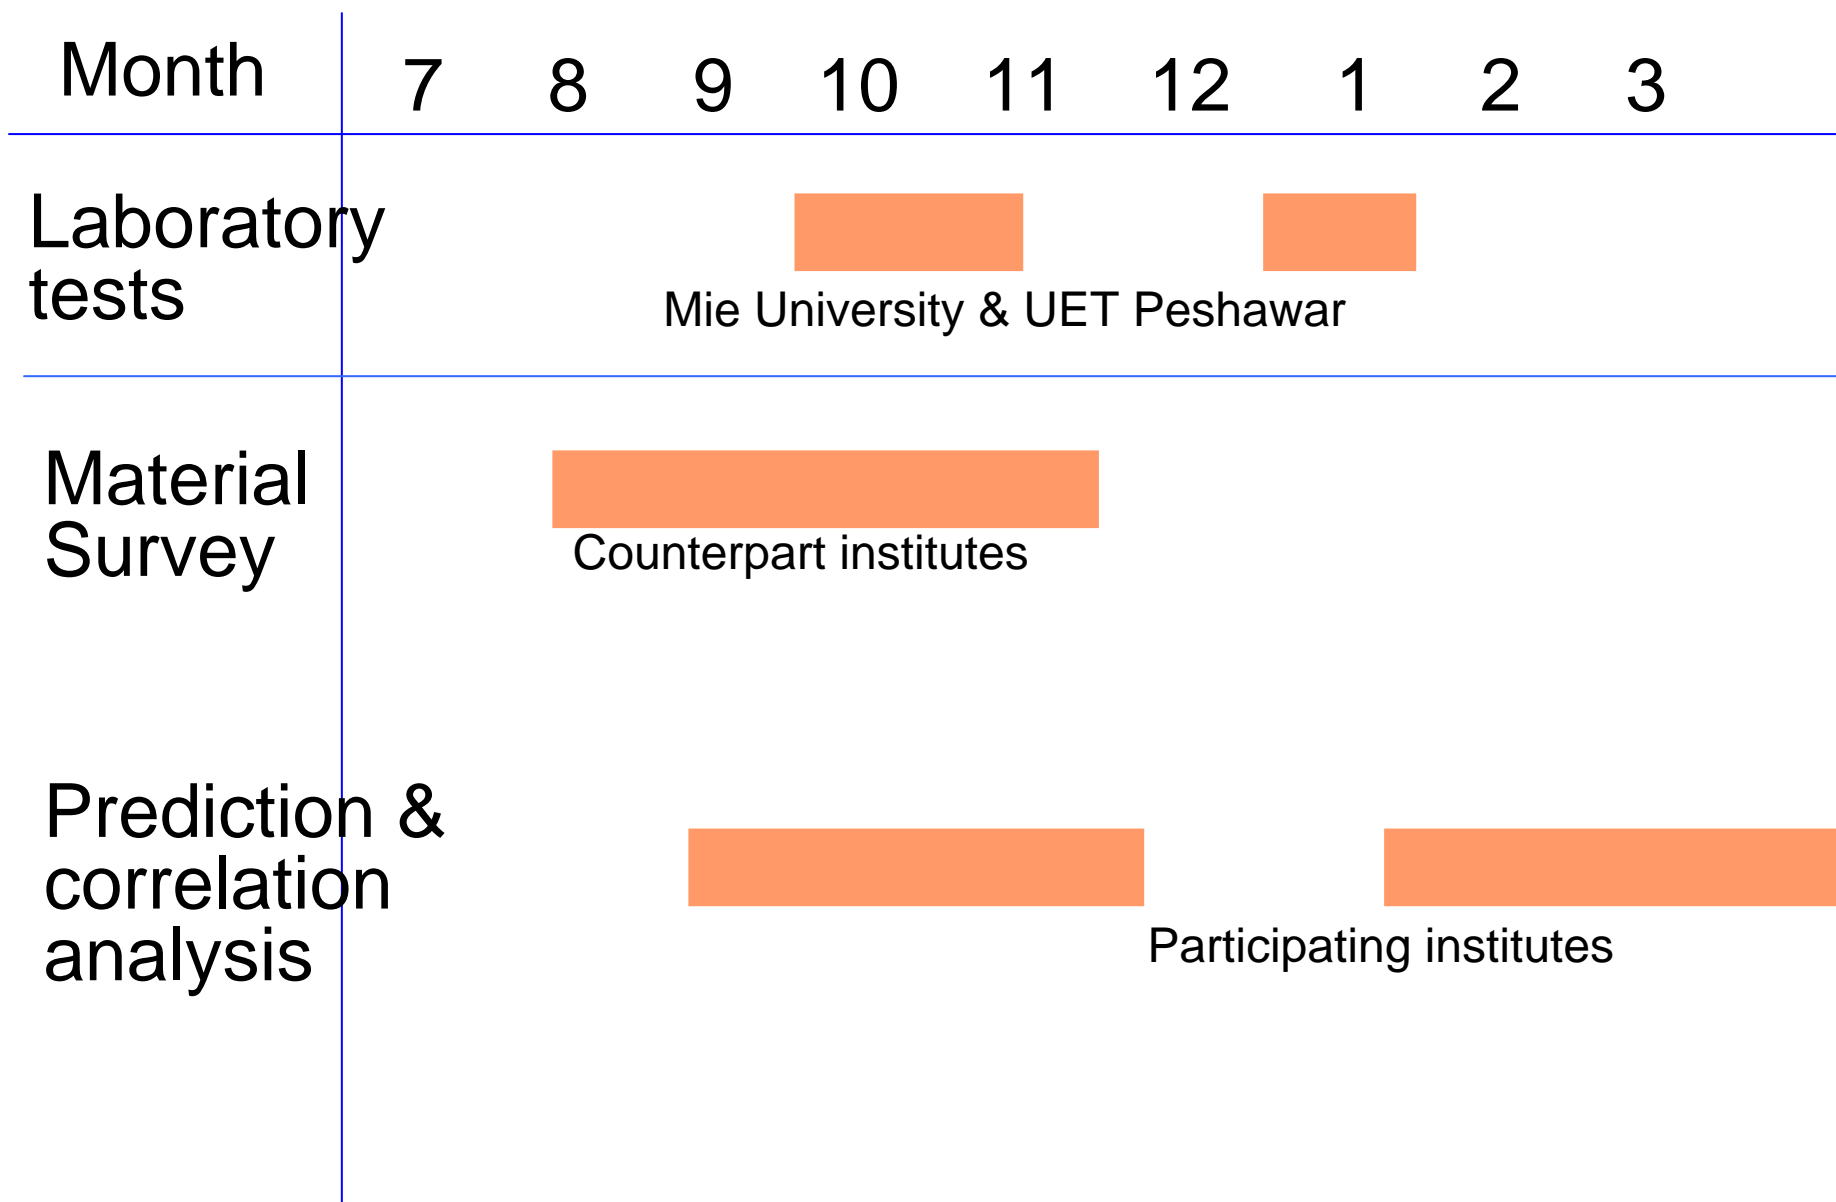 Month 7 8 9 10 11 12 1 2 3
Laboratory
tests
Mie University & UET Peshawar
Material
Survey
Counterpart institutes
Prediction &
correlation
analysis
Participating institutes